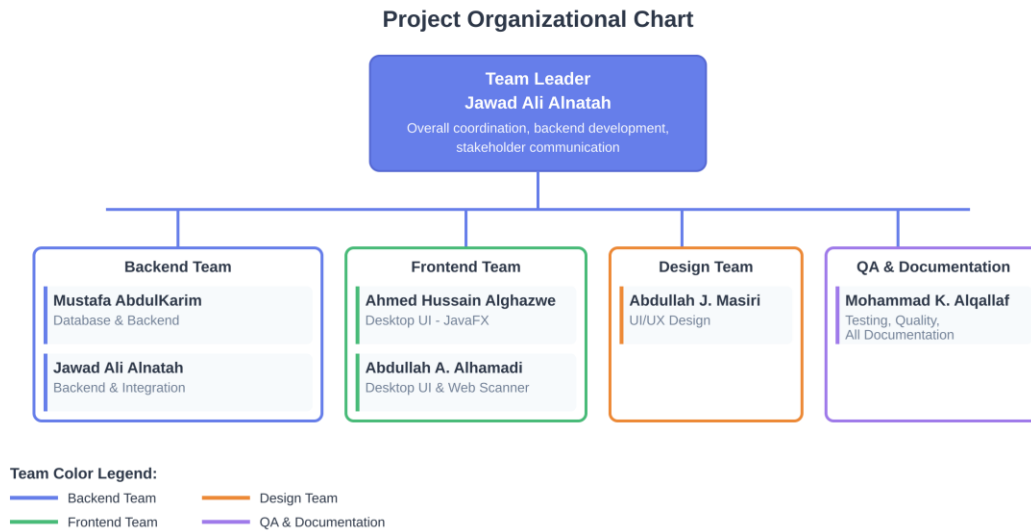 Project Organizational Chart
Team Leader
Jawad Ali Alnatah
Overall coordination, backend development,
stakeholder communication
Backend Team
Mustafa AbdulKarim
Database & Backend
Jawad Ali Alnatah
Backend & Integration
Frontend Team
Ahmed Hussain Alghazwe
Desktop UI - JavaFX
Abdullah A. Alhamadi
Desktop UI & Web Scanner
Design Team
Abdullah J. Masiri
UI/UX Design
QA & Documentation
Mohammad K. Alqallaf
Testing, Quality,
All Documentation
Team Color Legend:
Backend Team
Design Team
Frontend Team
QA & Documentation